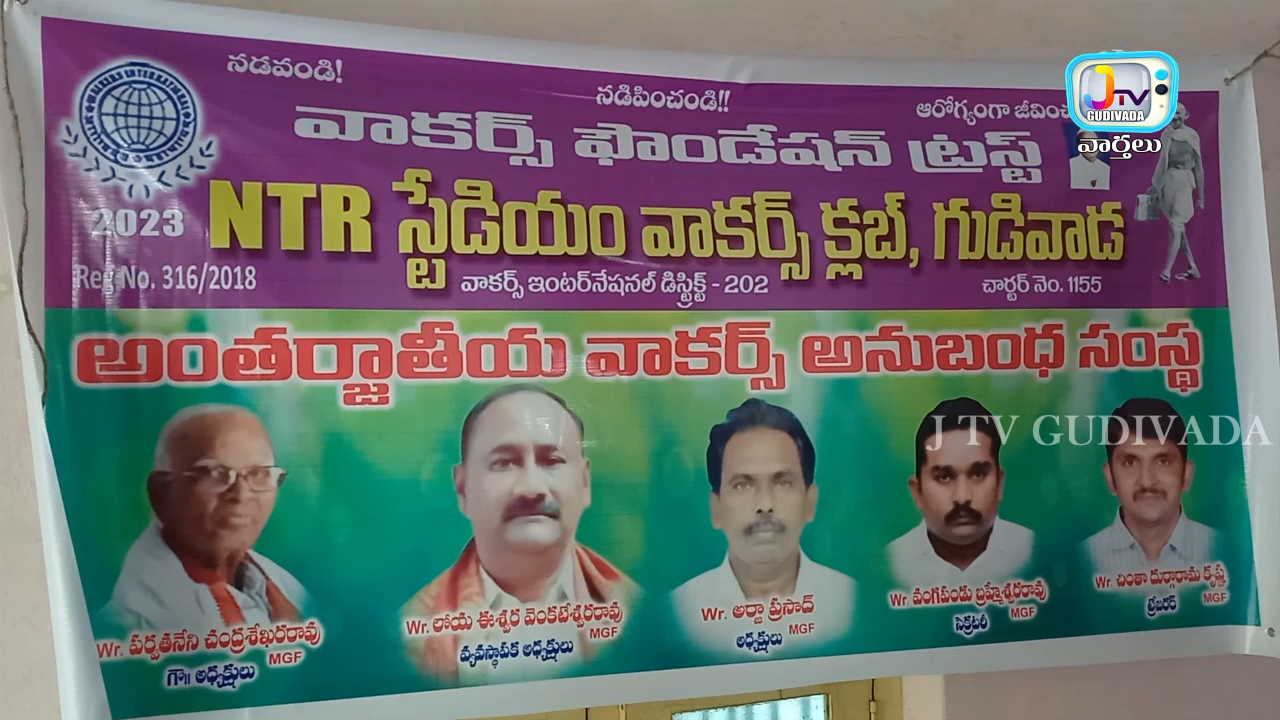 నడవండి!
నడిపించండి!!
ఆరోగ్యంగా
JTV
GUDIVADA
వార్తలు
వాకర్స్ ఫౌండేషన్ ట్రస్ట్
2023
NTR స్టేడియం వాకర్స్ క్లబ్, గుడివాడ
Reg No. 316/2018
వాకర్స్ ఇంటర్‌నేషనల్ డిస్ట్రిక్ట్ - 202
చార్టర్ నెం. 1155
అంతర్జాతీయ వాకర్స్ అనుబంధ సంస్థ
J TV GUDIVADA
Wr. పర్వతనేని చంద్రశేఖరరావు
MGF
గౌ॥ అధ్యక్షులు
Wr. లోయ ఈశ్వర వెంకటేశ్వరరావు
MGF
వ్యవస్థాపక అధ్యక్షులు
Wr. అర్జా ప్రసాద్
MGF
అధ్యక్షులు
Wr. వంగపండు బ్రహ్మేశ్వరరావు
MGF
సెక్రటరీ
Wr. చింతా దుర్గారామ కృష్ణ
MGF
ట్రెజరర్